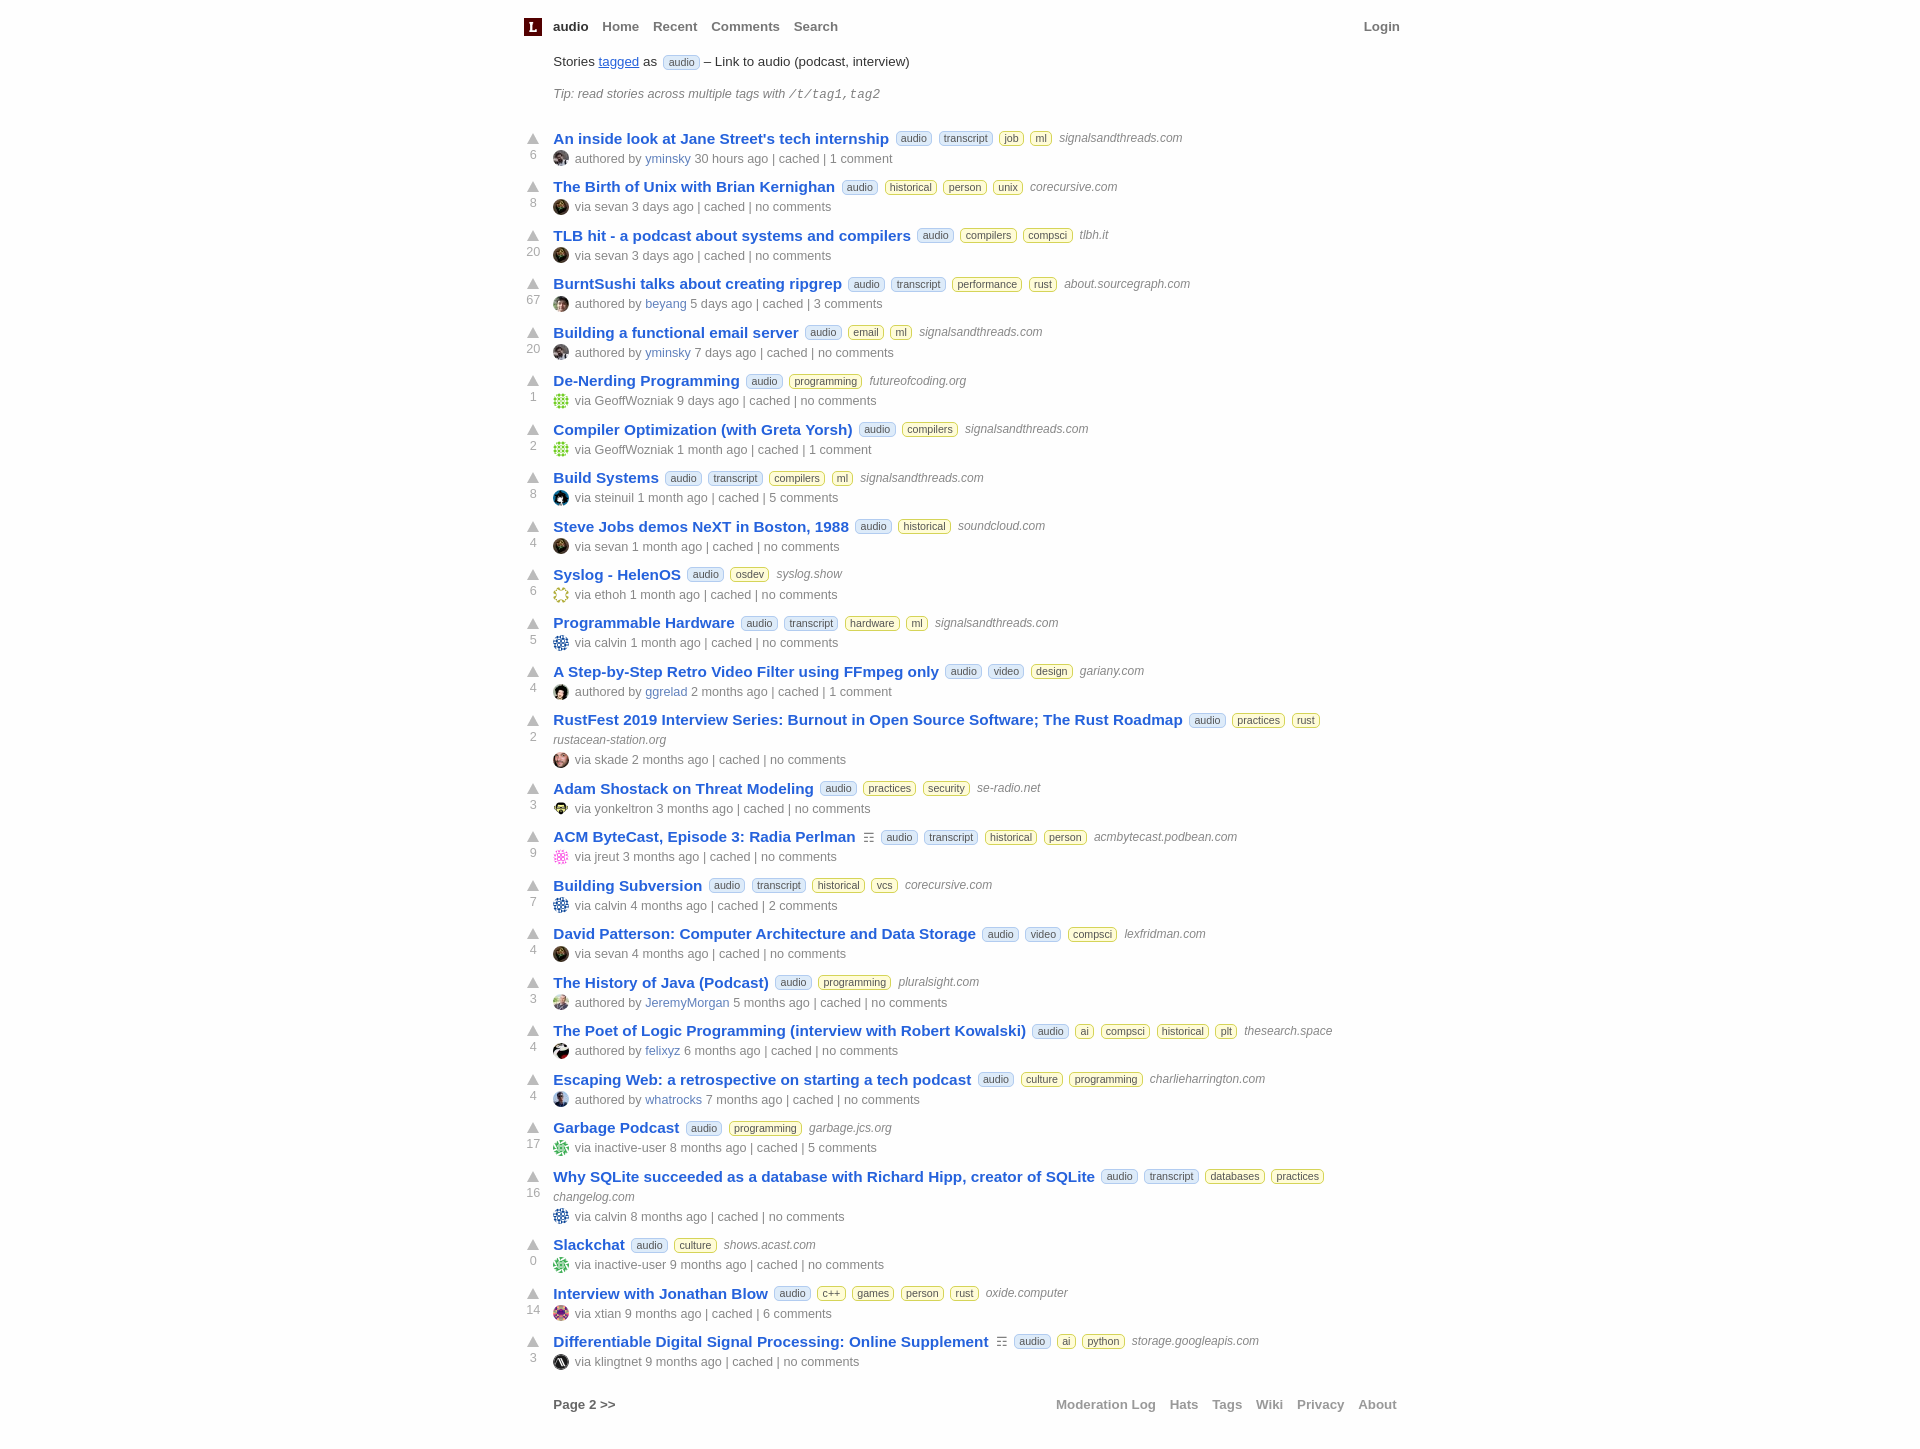 L audio Home Recent Comments Search Login
Stories tagged as audio – Link to audio (podcast, interview)
Tip: read stories across multiple tags with /t/tag1,tag2
An inside look at Jane Street's tech internship audio transcript job ml signalsandthreads.com
6 authored by yminsky 30 hours ago | cached | 1 comment
The Birth of Unix with Brian Kernighan audio historical person unix corecursive.com
8 via sevan 3 days ago | cached | no comments
TLB hit - a podcast about systems and compilers audio compilers compsci tlbh.it
20 via sevan 3 days ago | cached | no comments
BurntSushi talks about creating ripgrep audio transcript performance rust about.sourcegraph.com
67 authored by beyang 5 days ago | cached | 3 comments
Building a functional email server audio email ml signalsandthreads.com
20 authored by yminsky 7 days ago | cached | no comments
De-Nerding Programming audio programming futureofcoding.org
1 via GeoffWozniak 9 days ago | cached | no comments
Compiler Optimization (with Greta Yorsh) audio compilers signalsandthreads.com
2 via GeoffWozniak 1 month ago | cached | 1 comment
Build Systems audio transcript compilers ml signalsandthreads.com
8 via steinuil 1 month ago | cached | 5 comments
Steve Jobs demos NeXT in Boston, 1988 audio historical soundcloud.com
4 via sevan 1 month ago | cached | no comments
Syslog - HelenOS audio osdev syslog.show
6 via ethoh 1 month ago | cached | no comments
Programmable Hardware audio transcript hardware ml signalsandthreads.com
5 via calvin 1 month ago | cached | no comments
A Step-by-Step Retro Video Filter using FFmpeg only audio video design gariany.com
4 authored by ggrelad 2 months ago | cached | 1 comment
RustFest 2019 Interview Series: Burnout in Open Source Software; The Rust Roadmap audio practices rust
2 rustacean-station.org
via skade 2 months ago | cached | no comments
Adam Shostack on Threat Modeling audio practices security se-radio.net
3 via yonkeltron 3 months ago | cached | no comments
ACM ByteCast, Episode 3: Radia Perlman ☶ audio transcript historical person acmbytecast.podbean.com
9 via jreut 3 months ago | cached | no comments
Building Subversion audio transcript historical vcs corecursive.com
7 via calvin 4 months ago | cached | 2 comments
David Patterson: Computer Architecture and Data Storage audio video compsci lexfridman.com
4 via sevan 4 months ago | cached | no comments
The History of Java (Podcast) audio programming pluralsight.com
3 authored by JeremyMorgan 5 months ago | cached | no comments
The Poet of Logic Programming (interview with Robert Kowalski) audio ai compsci historical plt thesearch.space
4 authored by felixyz 6 months ago | cached | no comments
Escaping Web: a retrospective on starting a tech podcast audio culture programming charlieharrington.com
4 authored by whatrocks 7 months ago | cached | no comments
Garbage Podcast audio programming garbage.jcs.org
17 via inactive-user 8 months ago | cached | 5 comments
Why SQLite succeeded as a database with Richard Hipp, creator of SQLite audio transcript databases practices
16 changelog.com
via calvin 8 months ago | cached | no comments
Slackchat audio culture shows.acast.com
0 via inactive-user 9 months ago | cached | no comments
Interview with Jonathan Blow audio c++ games person rust oxide.computer
14 via xtian 9 months ago | cached | 6 comments
Differentiable Digital Signal Processing: Online Supplement ☶ audio ai python storage.googleapis.com
3 via klingtnet 9 months ago | cached | no comments
Page 2 >> Moderation Log Hats Tags Wiki Privacy About